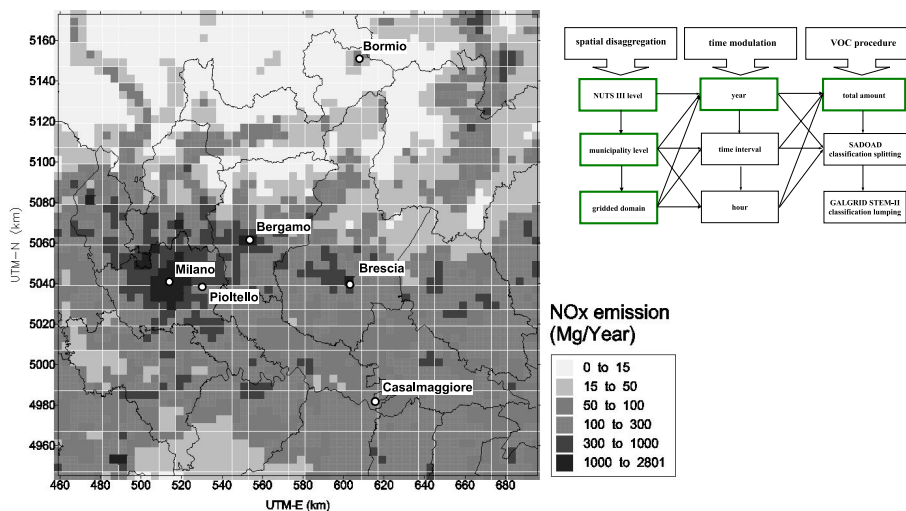 5160
5140
5120
5100
5080
5060
5040
5020
5000
4980
4960
UTM-N (km)
Bormio
Bergamo
Milano
Pioltello
Brescia
Casalmaggiore
460 480 500 520 540 560 580 600 620 640 660 680
UTM-E (km)
spatial disaggregation
time modulation
VOC procedure
NUTS III level
year
total amount
municipality level
time interval
SADOAD
classification splitting
gridded domain
hour
GALGRID STEM-II
classification lumping
NOx emission
(Mg/Year)
0 to 15
15 to 50
50 to 100
100 to 300
300 to 1000
1000 to 2801